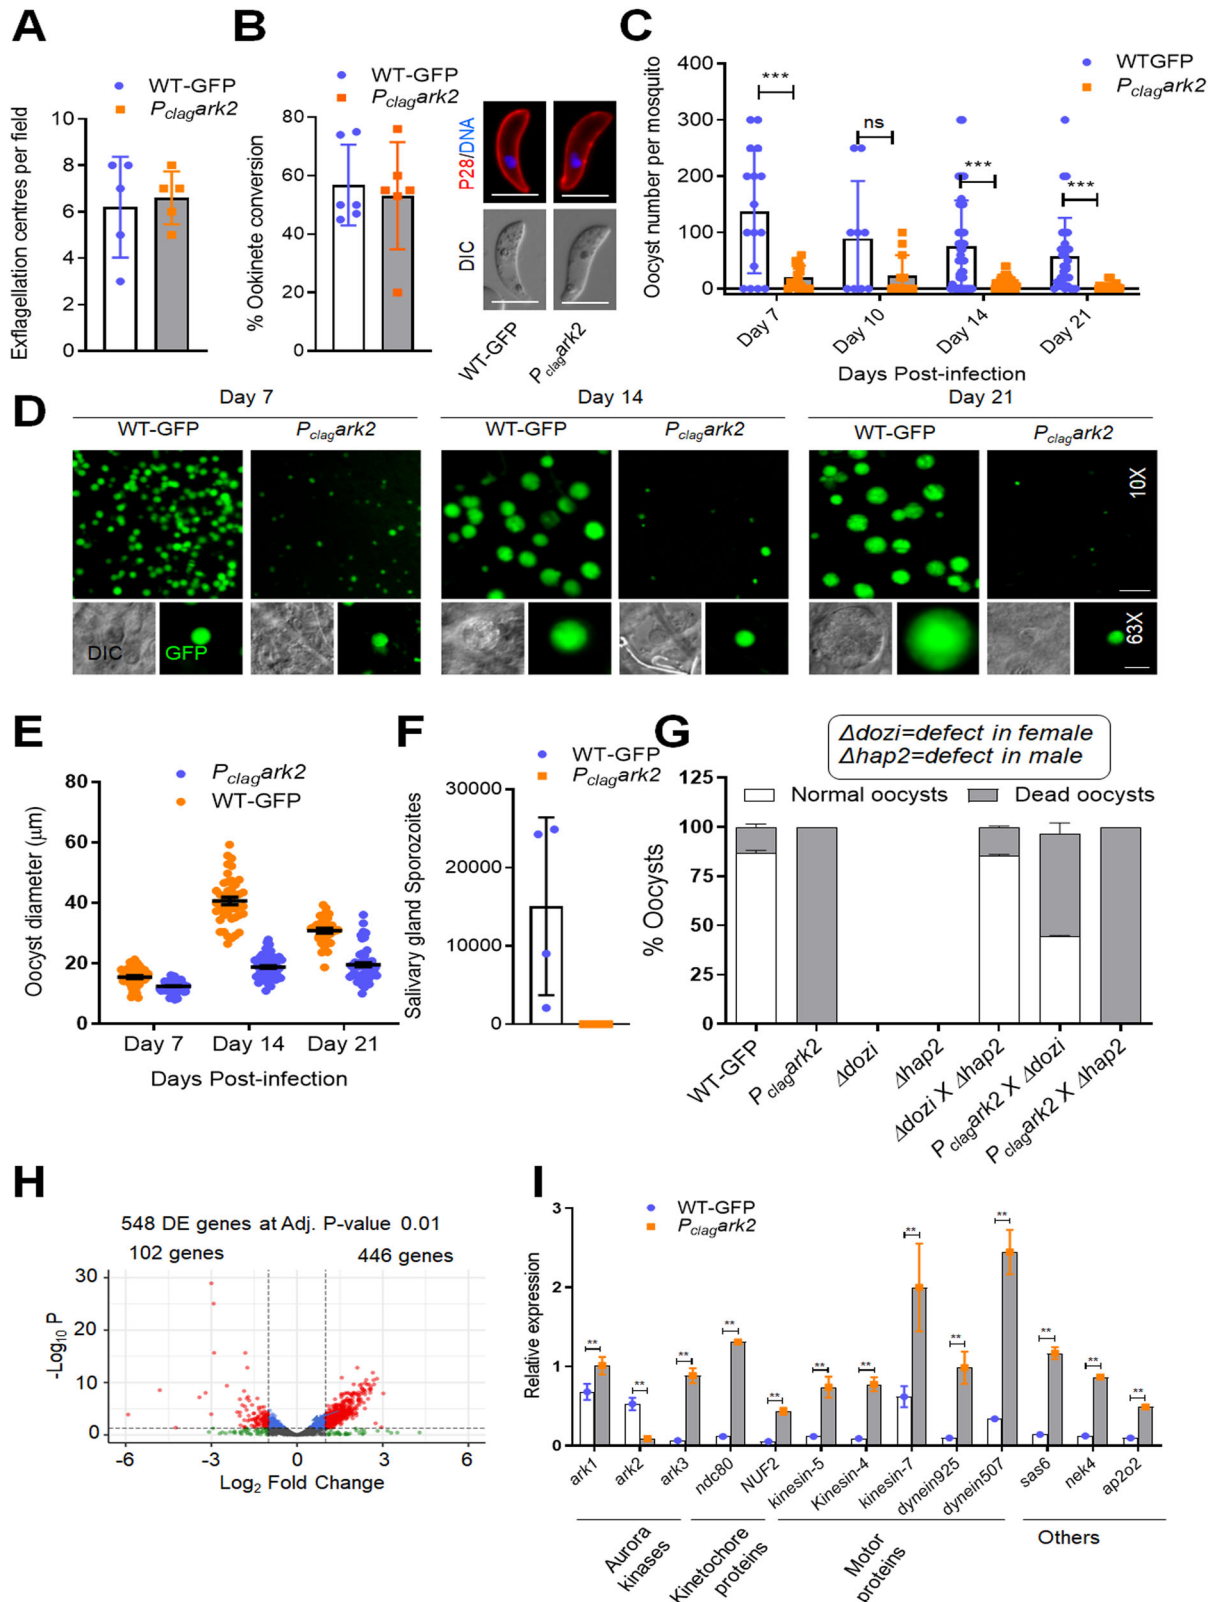 A
WT-GFP
PclagArk2
Exflagellation centres per field
10
8
6
4
2
0
B
WT-GFP
Pclagark2
% Ookinete conversion
80
60
40
20
0
P28/DNA
DIC
WT-GFP
Pclagark2
C
WTGFP
Pclagark2
Oocyst number per mosquito
400
300
200
100
0
***
ns
***
***
Day 7
Day 10
Day 14
Day 21
Days Post-infection
D
Day 7
Day 14
Day 21
WT-GFP
Pclagark2
WT-GFP
Pclagark2
WT-GFP
Pclagark2
10X
DIC
GFP
63X
E
Pclagark2
WT-GFP
Oocyst diameter (μm)
80
60
40
20
0
Day 7
Day 14
Day 21
Days Post-infection
F
WT-GFP
Pclagark2
Salivary gland Sporozoites
30000
20000
10000
0
G
Δdozi=defect in female
Δhap2=defect in male
Normal oocysts
Dead oocysts
% Oocysts
125
100
75
50
25
0
WT-GFP
Pclagark2
Δdozi
Δhap2
Δdozi X Δhap2
Pclagark2 X Δdozi
Pclagark2 X Δhap2
H
548 DE genes at Adj. P-value 0.01
102 genes
446 genes
-Log10 P
30
20
10
0
-6
-3
0
3
6
Log2 Fold Change
I
WT-GFP
Pclagark2
Relative expression
3
2
1
0
**
**
**
**
**
**
**
**
**
**
**
**
**
ark1
ark2
ark3
ndc80
NUF2
kinesin-5
Kinesin-4
kinesin-7
dynein925
dynein507
sas6
nek4
ap2o2
Aurora
kinases
Kinetochore
proteins
Motor
proteins
Others